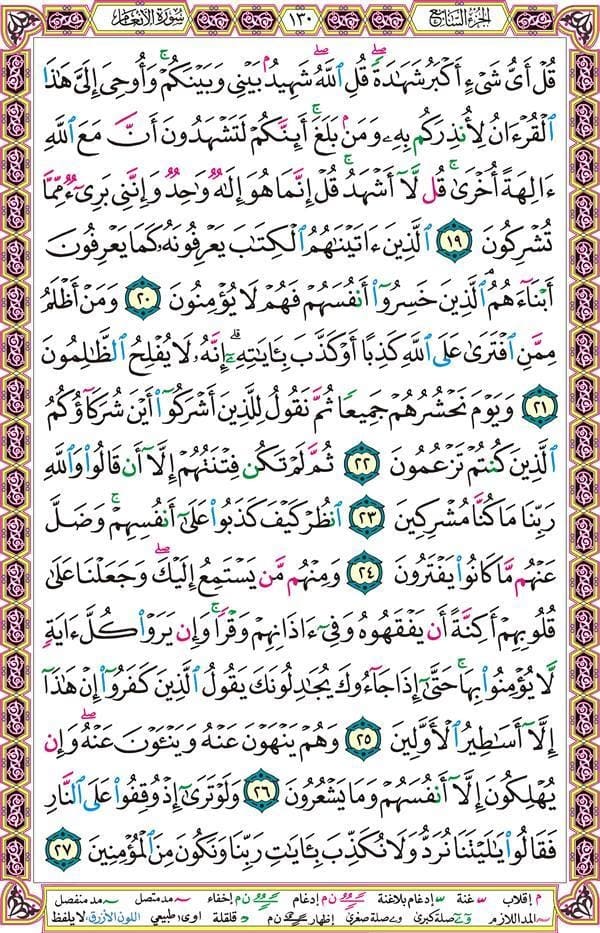 الجزء السابع
١٣٠
سورة الأنعام
قُلْ أَيُّ شَيْءٍ أَكْبَرُ شَهَٰدَةً ۖ قُلِ ٱللَّهُ شَهِيدٌۢ بَيْنِي وَبَيْنَكُمْ ۚ وَأُوحِيَ إِلَيَّ هَٰذَا
ٱلْقُرْءَانُ لِأُنذِرَكُم بِهِۦ وَمَنۢ بَلَغَ ۚ أَئِنَّكُمْ لَتَشْهَدُونَ أَنَّ مَعَ ٱللَّهِ
ءَالِهَةً أُخْرَىٰ ۚ قُل لَّآ أَشْهَدُ ۚ قُلْ إِنَّمَا هُوَ إِلَٰهٌ وَٰحِدٌ وَإِنَّنِي بَرِيٓءٌ مِّمَّا
تُشْرِكُونَ ١٩ ٱلَّذِينَ ءَاتَيْنَٰهُمُ ٱلْكِتَٰبَ يَعْرِفُونَهُۥ كَمَا يَعْرِفُونَ
أَبْنَآءَهُمُ ۘ ٱلَّذِينَ خَسِرُوٓا۟ أَنفُسَهُمْ فَهُمْ لَا يُؤْمِنُونَ ٢٠ وَمَنْ أَظْلَمُ
مِمَّنِ ٱفْتَرَىٰ عَلَى ٱللَّهِ كَذِبًا أَوْ كَذَّبَ بِـَٔايَٰتِهِۦٓ ۗ إِنَّهُۥ لَا يُفْلِحُ ٱلظَّٰلِمُونَ
٢١ وَيَوْمَ نَحْشُرُهُمْ جَمِيعًا ثُمَّ نَقُولُ لِلَّذِينَ أَشْرَكُوٓا۟ أَيْنَ شُرَكَآؤُكُمُ
ٱلَّذِينَ كُنتُمْ تَزْعُمُونَ ٢٢ ثُمَّ لَمْ تَكُن فِتْنَتُهُمْ إِلَّآ أَن قَالُوا۟ وَٱللَّهِ
رَبِّنَا مَا كُنَّا مُشْرِكِينَ ٢٣ ٱنظُرْ كَيْفَ كَذَبُوا۟ عَلَىٰٓ أَنفُسِهِمْ ۚ وَضَلَّ
عَنْهُم مَّا كَانُوا۟ يَفْتَرُونَ ٢٤ وَمِنْهُم مَّن يَسْتَمِعُ إِلَيْكَ ۖ وَجَعَلْنَا عَلَىٰ
قُلُوبِهِمْ أَكِنَّةً أَن يَفْقَهُوهُ وَفِيٓ ءَاذَانِهِمْ وَقْرًا ۚ وَإِن يَرَوْا۟ كُلَّ ءَايَةٍ
لَّا يُؤْمِنُوا۟ بِهَا ۚ حَتَّىٰٓ إِذَا جَآءُوكَ يُجَٰدِلُونَكَ يَقُولُ ٱلَّذِينَ كَفَرُوٓا۟ إِنْ هَٰذَآ
إِلَّآ أَسَٰطِيرُ ٱلْأَوَّلِينَ ٢٥ وَهُمْ يَنْهَوْنَ عَنْهُ وَيَنْـَٔوْنَ عَنْهُ ۖ وَإِن
يُهْلِكُونَ إِلَّآ أَنفُسَهُمْ وَمَا يَشْعُرُونَ ٢٦ وَلَوْ تَرَىٰٓ إِذْ وُقِفُوا۟ عَلَى ٱلنَّارِ
فَقَالُوا۟ يَٰلَيْتَنَا نُرَدُّ وَلَا نُكَذِّبَ بِـَٔايَٰتِ رَبِّنَا وَنَكُونَ مِنَ ٱلْمُؤْمِنِينَ ٢٧
م إقلاب غنة إدغام بلاغنة ن م إدغام ن إخفاء مد متصل مد منفصل
المد اللازم صلة كبرى صلة صغرى إظهار ن م قلقلة اوى طبيعي اللون الأزرق لا يلفظ